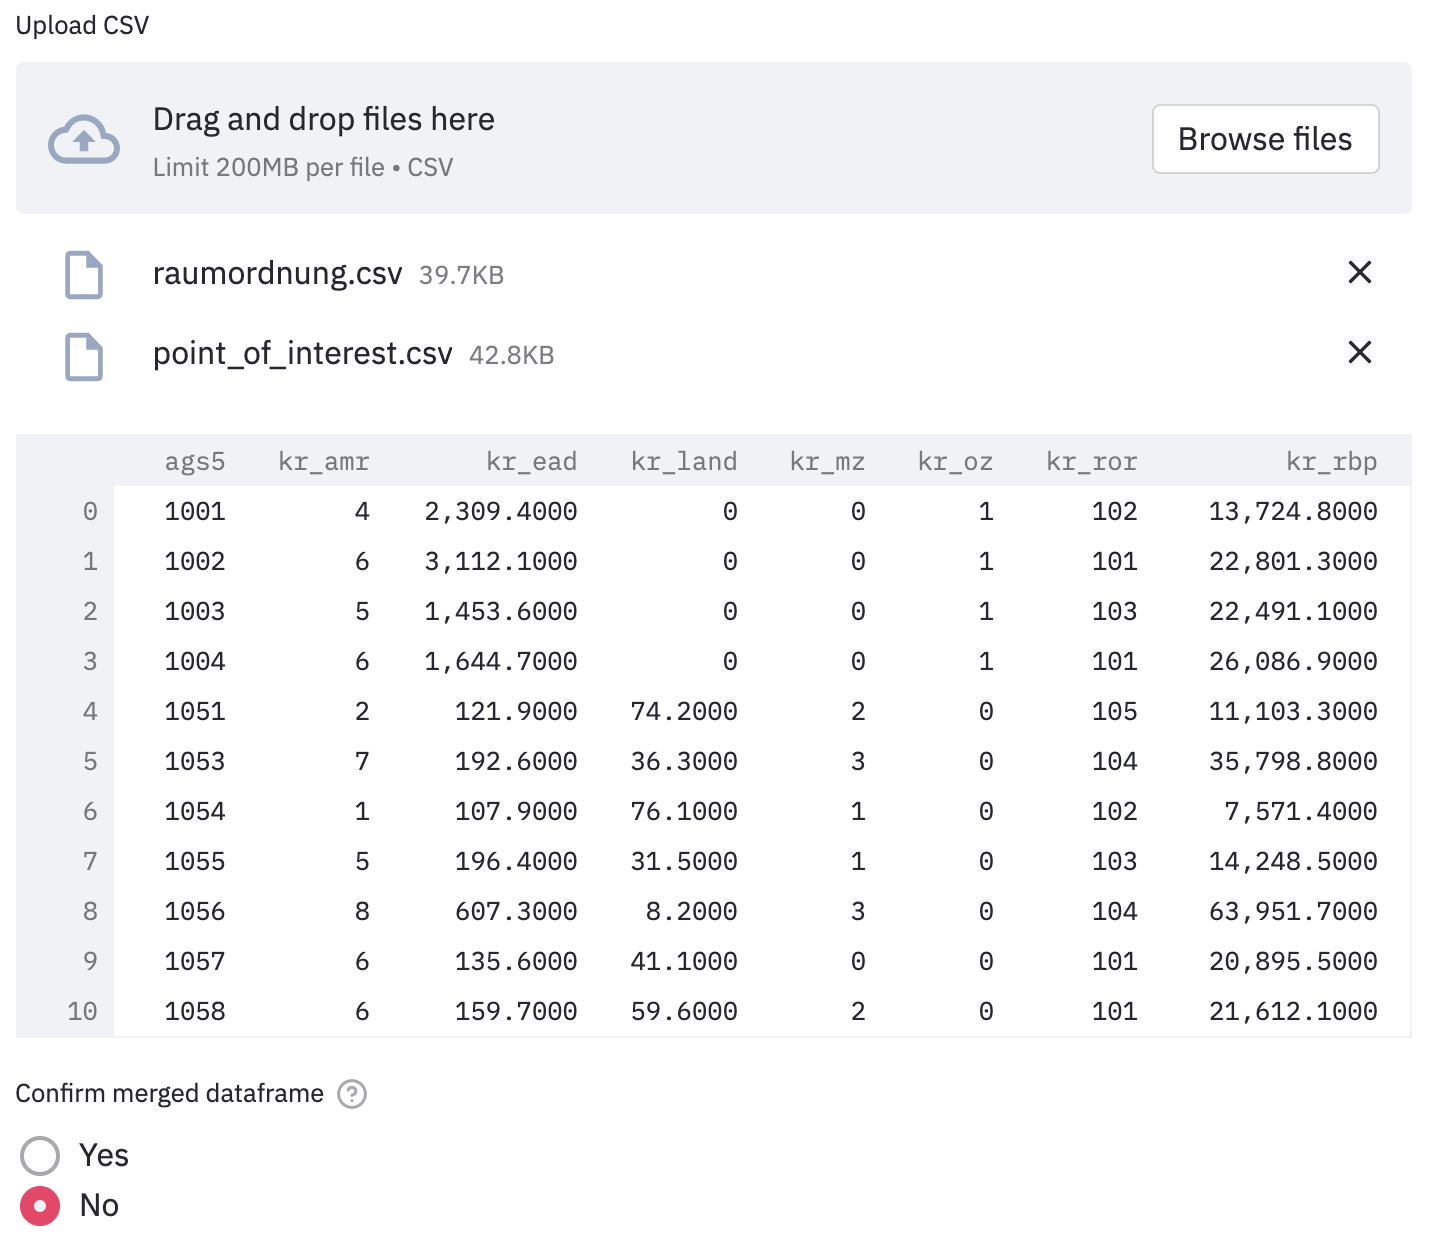 Upload CSV
Drag and drop files here
Limit 200MB per file • CSV
Browse files
raumordnung.csv 39.7KB
point_of_interest.csv 42.8KB
ags5 kr_amr kr_ead kr_land kr_mz kr_oz kr_ror kr_rbp
0 1001 4 2,309.4000 0 0 1 102 13,724.8000
1 1002 6 3,112.1000 0 0 1 101 22,801.3000
2 1003 5 1,453.6000 0 0 1 103 22,491.1000
3 1004 6 1,644.7000 0 0 1 101 26,086.9000
4 1051 2 121.9000 74.2000 2 0 105 11,103.3000
5 1053 7 192.6000 36.3000 3 0 104 35,798.8000
6 1054 1 107.9000 76.1000 1 0 102 7,571.4000
7 1055 5 196.4000 31.5000 1 0 103 14,248.5000
8 1056 8 607.3000 8.2000 3 0 104 63,951.7000
9 1057 6 135.6000 41.1000 0 0 101 20,895.5000
10 1058 6 159.7000 59.6000 2 0 101 21,612.1000
Confirm merged dataframe ?
Yes
No